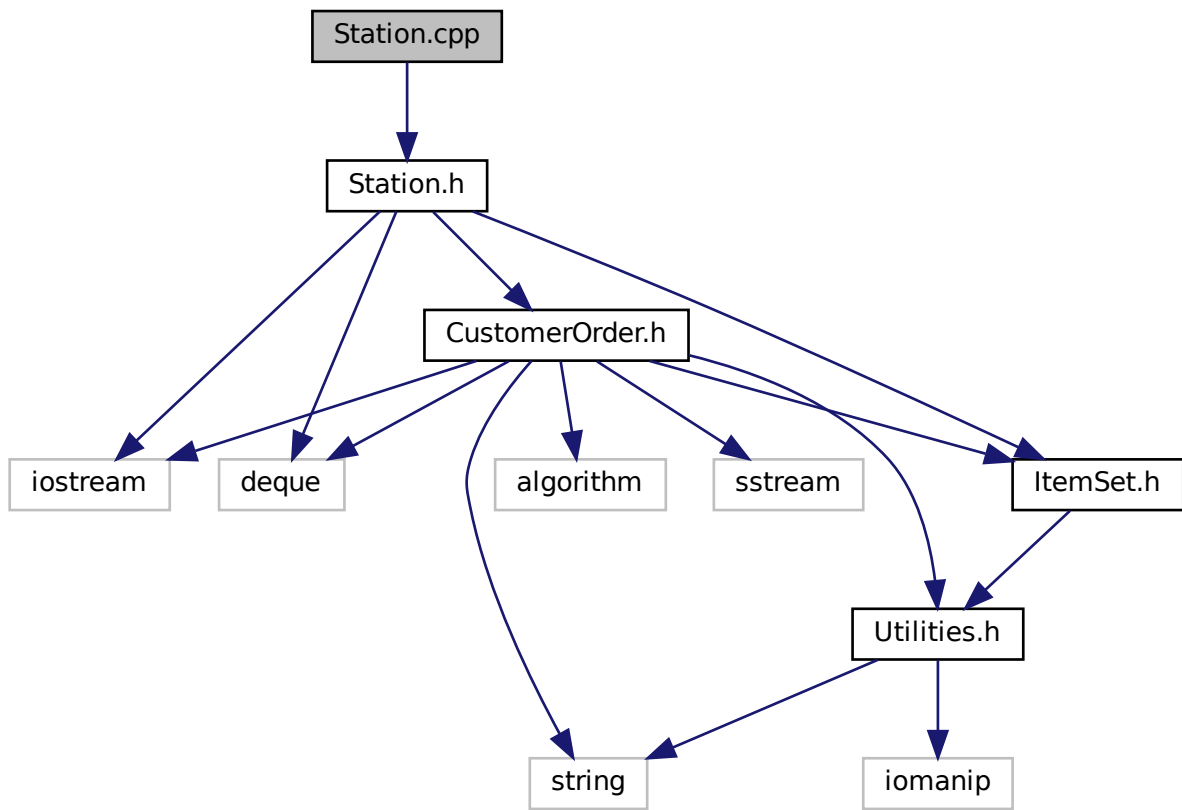 Station.cpp
Station.h
CustomerOrder.h
iostream
deque
algorithm
sstream
ItemSet.h
Utilities.h
string
iomanip